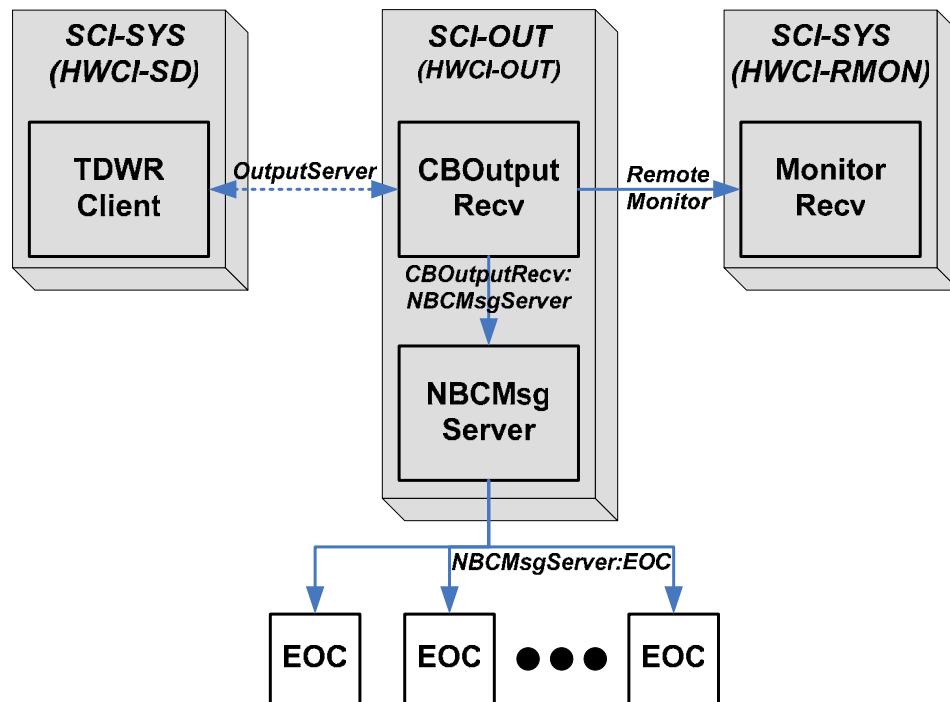 SCI-SYS
(HWCI-SD)
SCI-OUT
(HWCI-OUT)
SCI-SYS
(HWCI-RMON)
TDWR
Client
OutputServer
CBOutput
Recv
Remote
Monitor
Monitor
Recv
CBOutputRecv:
NBCMsgServer
NBCMsg
Server
NBCMsgServer:EOC
EOC
EOC
EOC